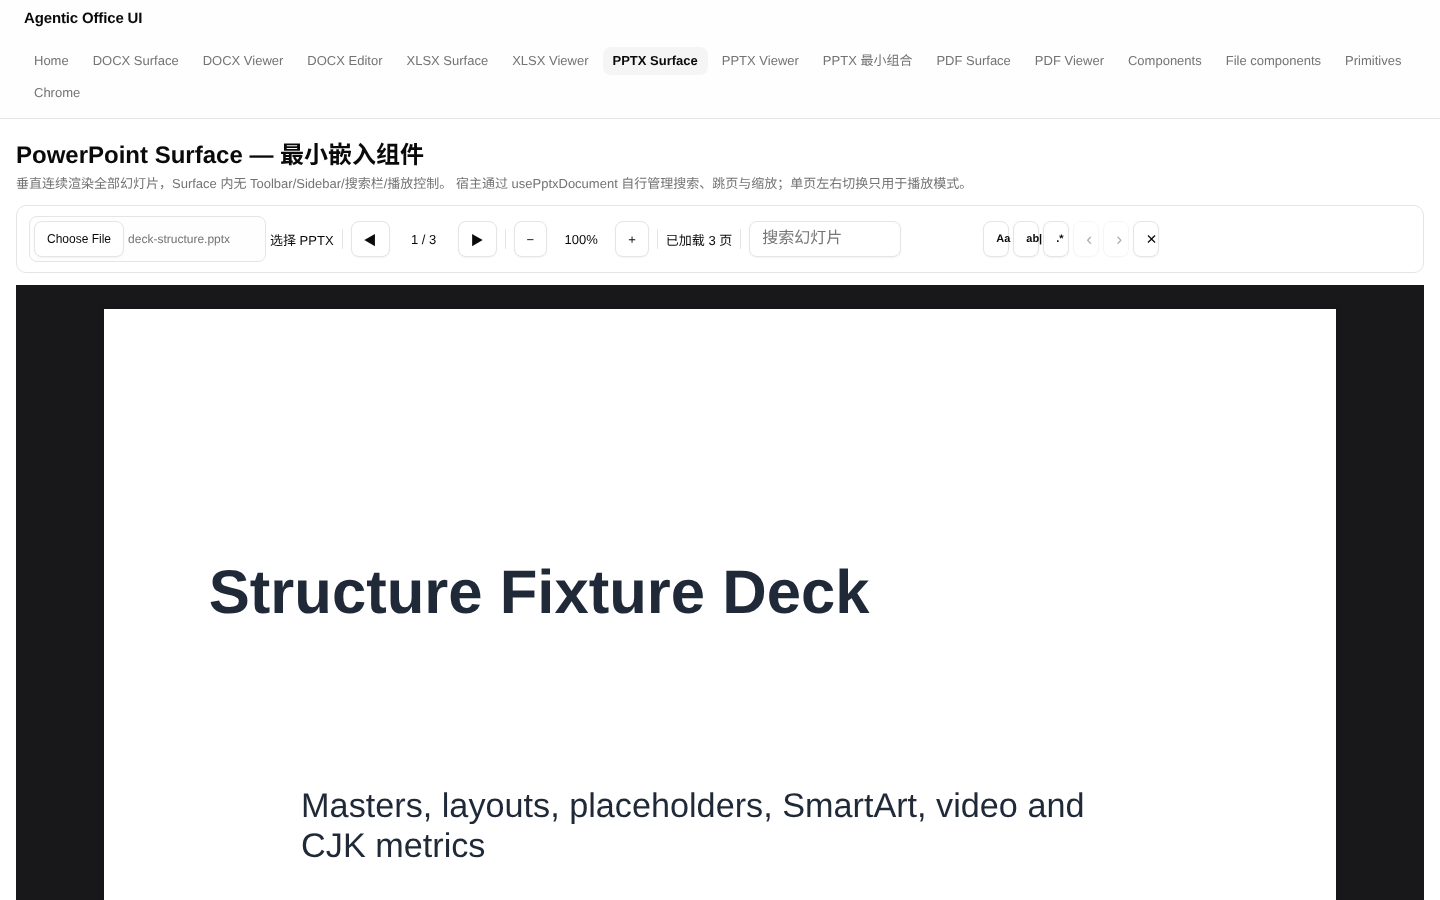 Agentic Office UI
Home DOCX Surface DOCX Viewer DOCX Editor XLSX Surface XLSX Viewer PPTX Surface PPTX Viewer PPTX 最小组合 PDF Surface PDF Viewer Components File components Primitives
Chrome
PowerPoint Surface — 最小嵌入组件
垂直连续渲染全部幻灯片，Surface 内无 Toolbar/Sidebar/搜索栏/播放控制。 宿主通过 usePptxDocument 自行管理搜索、跳页与缩放；单页左右切换只用于播放模式。
Choose File deck-structure.pptx 选择 PPTX ◀ 1 / 3 ▶ − 100% + 已加载 3 页 搜索幻灯片 Aa ab| .* ‹ › ✕
Structure Fixture Deck
Masters, layouts, placeholders, SmartArt, video and
CJK metrics